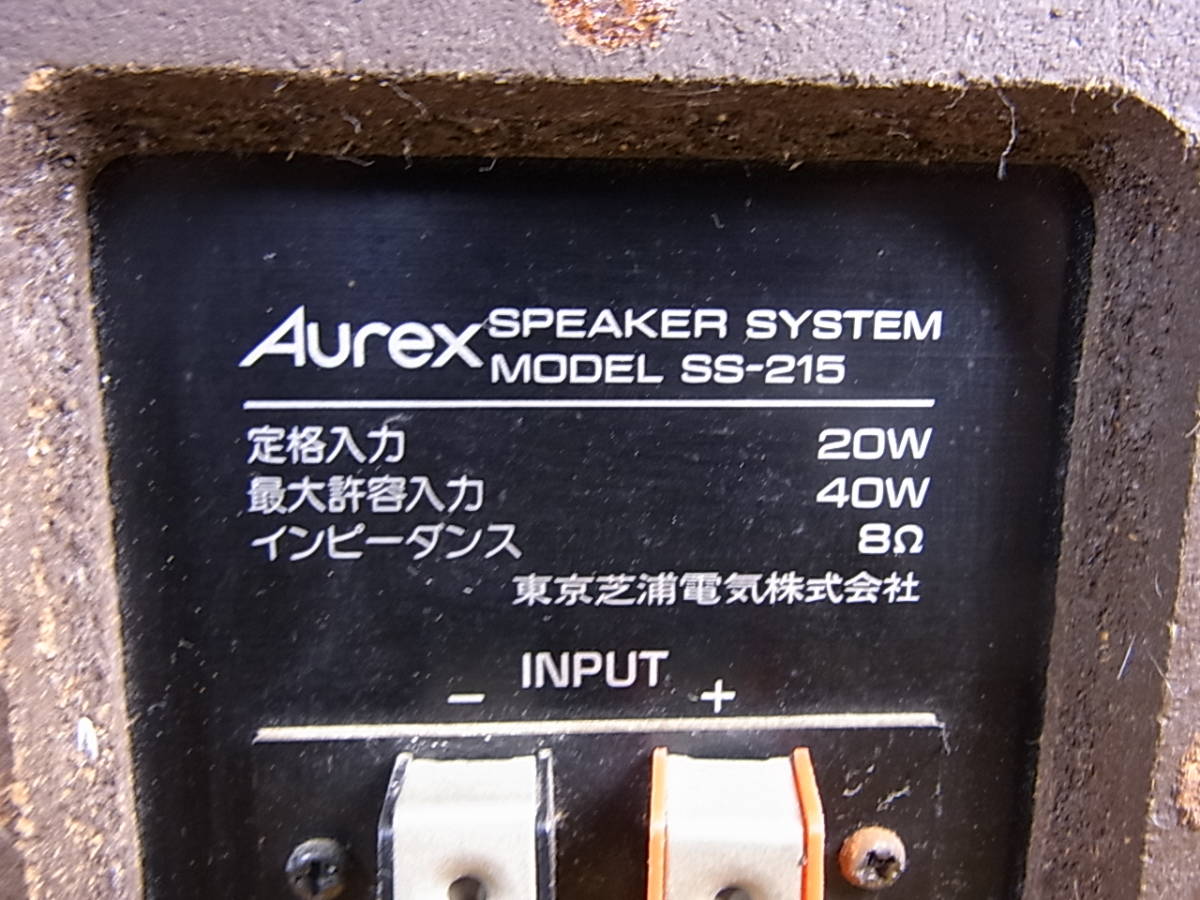 Aurex SPEAKER SYSTEM
MODEL SS-215
定格入力 20W
最大許容入力 40W
インピーダンス 8Ω
東京芝浦電気株式会社
INPUT
− +